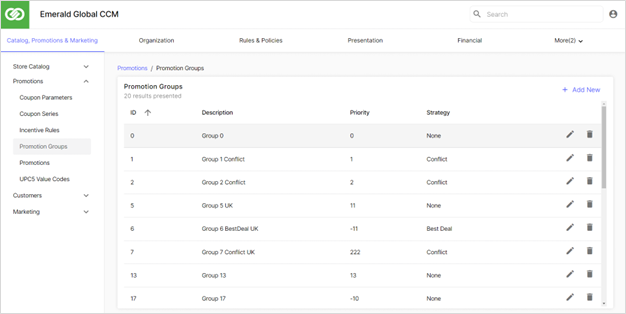 Emerald Global CCM
Search
Catalog, Promotions & Marketing Organization Rules & Policies Presentation Financial More(2)
Store Catalog
Promotions
Coupon Parameters
Coupon Series
Incentive Rules
Promotion Groups
Promotions
UPC5 Value Codes
Customers
Marketing
Promotions / Promotion Groups
Promotion Groups
20 results presented
+ Add New
ID Description Priority Strategy
0 Group 0 0 None
1 Group 1 Conflict 1 Conflict
2 Group 2 Conflict 2 Conflict
5 Group 5 UK 11 None
6 Group 6 BestDeal UK -11 Best Deal
7 Group 7 Conflict UK 222 Conflict
13 Group 13 13 None
17 Group 17 -10 None